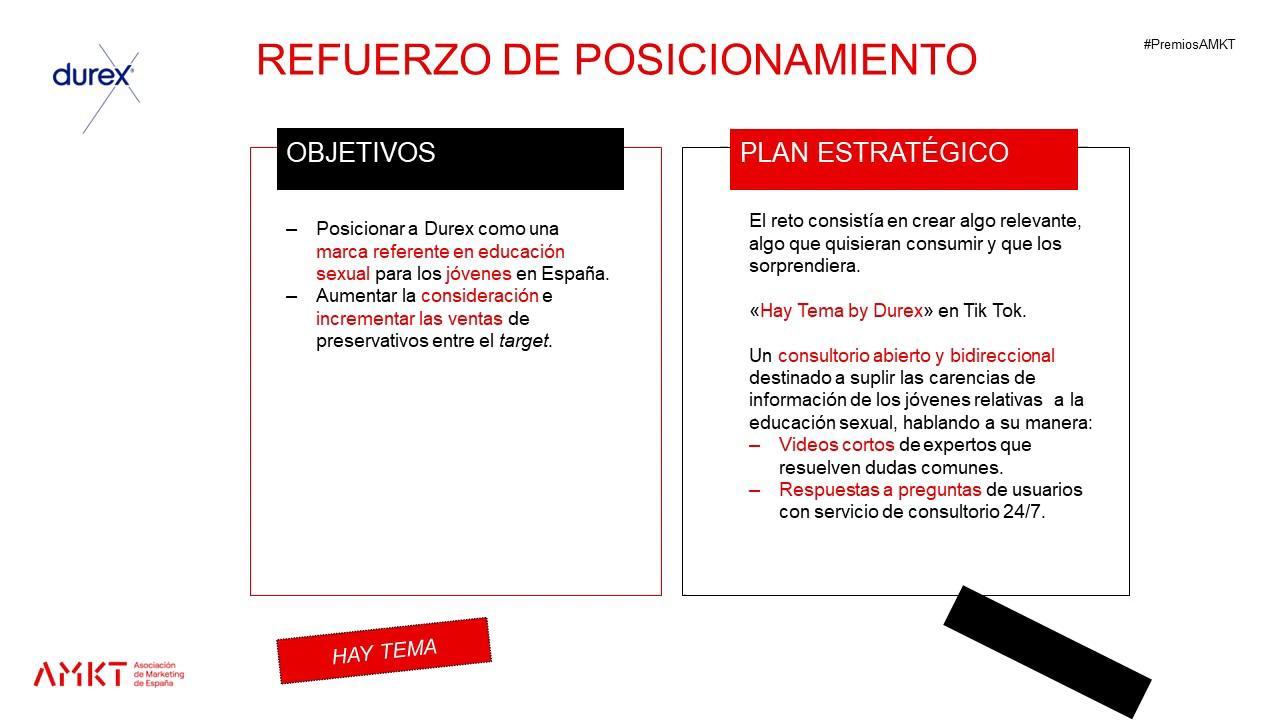 durex
REFUERZO DE POSICIONAMIENTO
#PremiosAMKT
OBJETIVOS
– Posicionar a Durex como una
marca referente en educación
sexual para los jóvenes en España.
– Aumentar la consideración e
incrementar las ventas de
preservativos entre el target.
PLAN ESTRATÉGICO
El reto consistía en crear algo relevante,
algo que quisieran consumir y que los
sorprendiera.
«Hay Tema by Durex» en Tik Tok.
Un consultorio abierto y bidireccional
destinado a suplir las carencias de
información de los jóvenes relativas  a la
educación sexual, hablando a su manera:
– Videos cortos de expertos que
resuelven dudas comunes.
– Respuestas a preguntas de usuarios
con servicio de consultorio 24/7.
HAY TEMA
AMKT
Asociación
de Marketing
de España